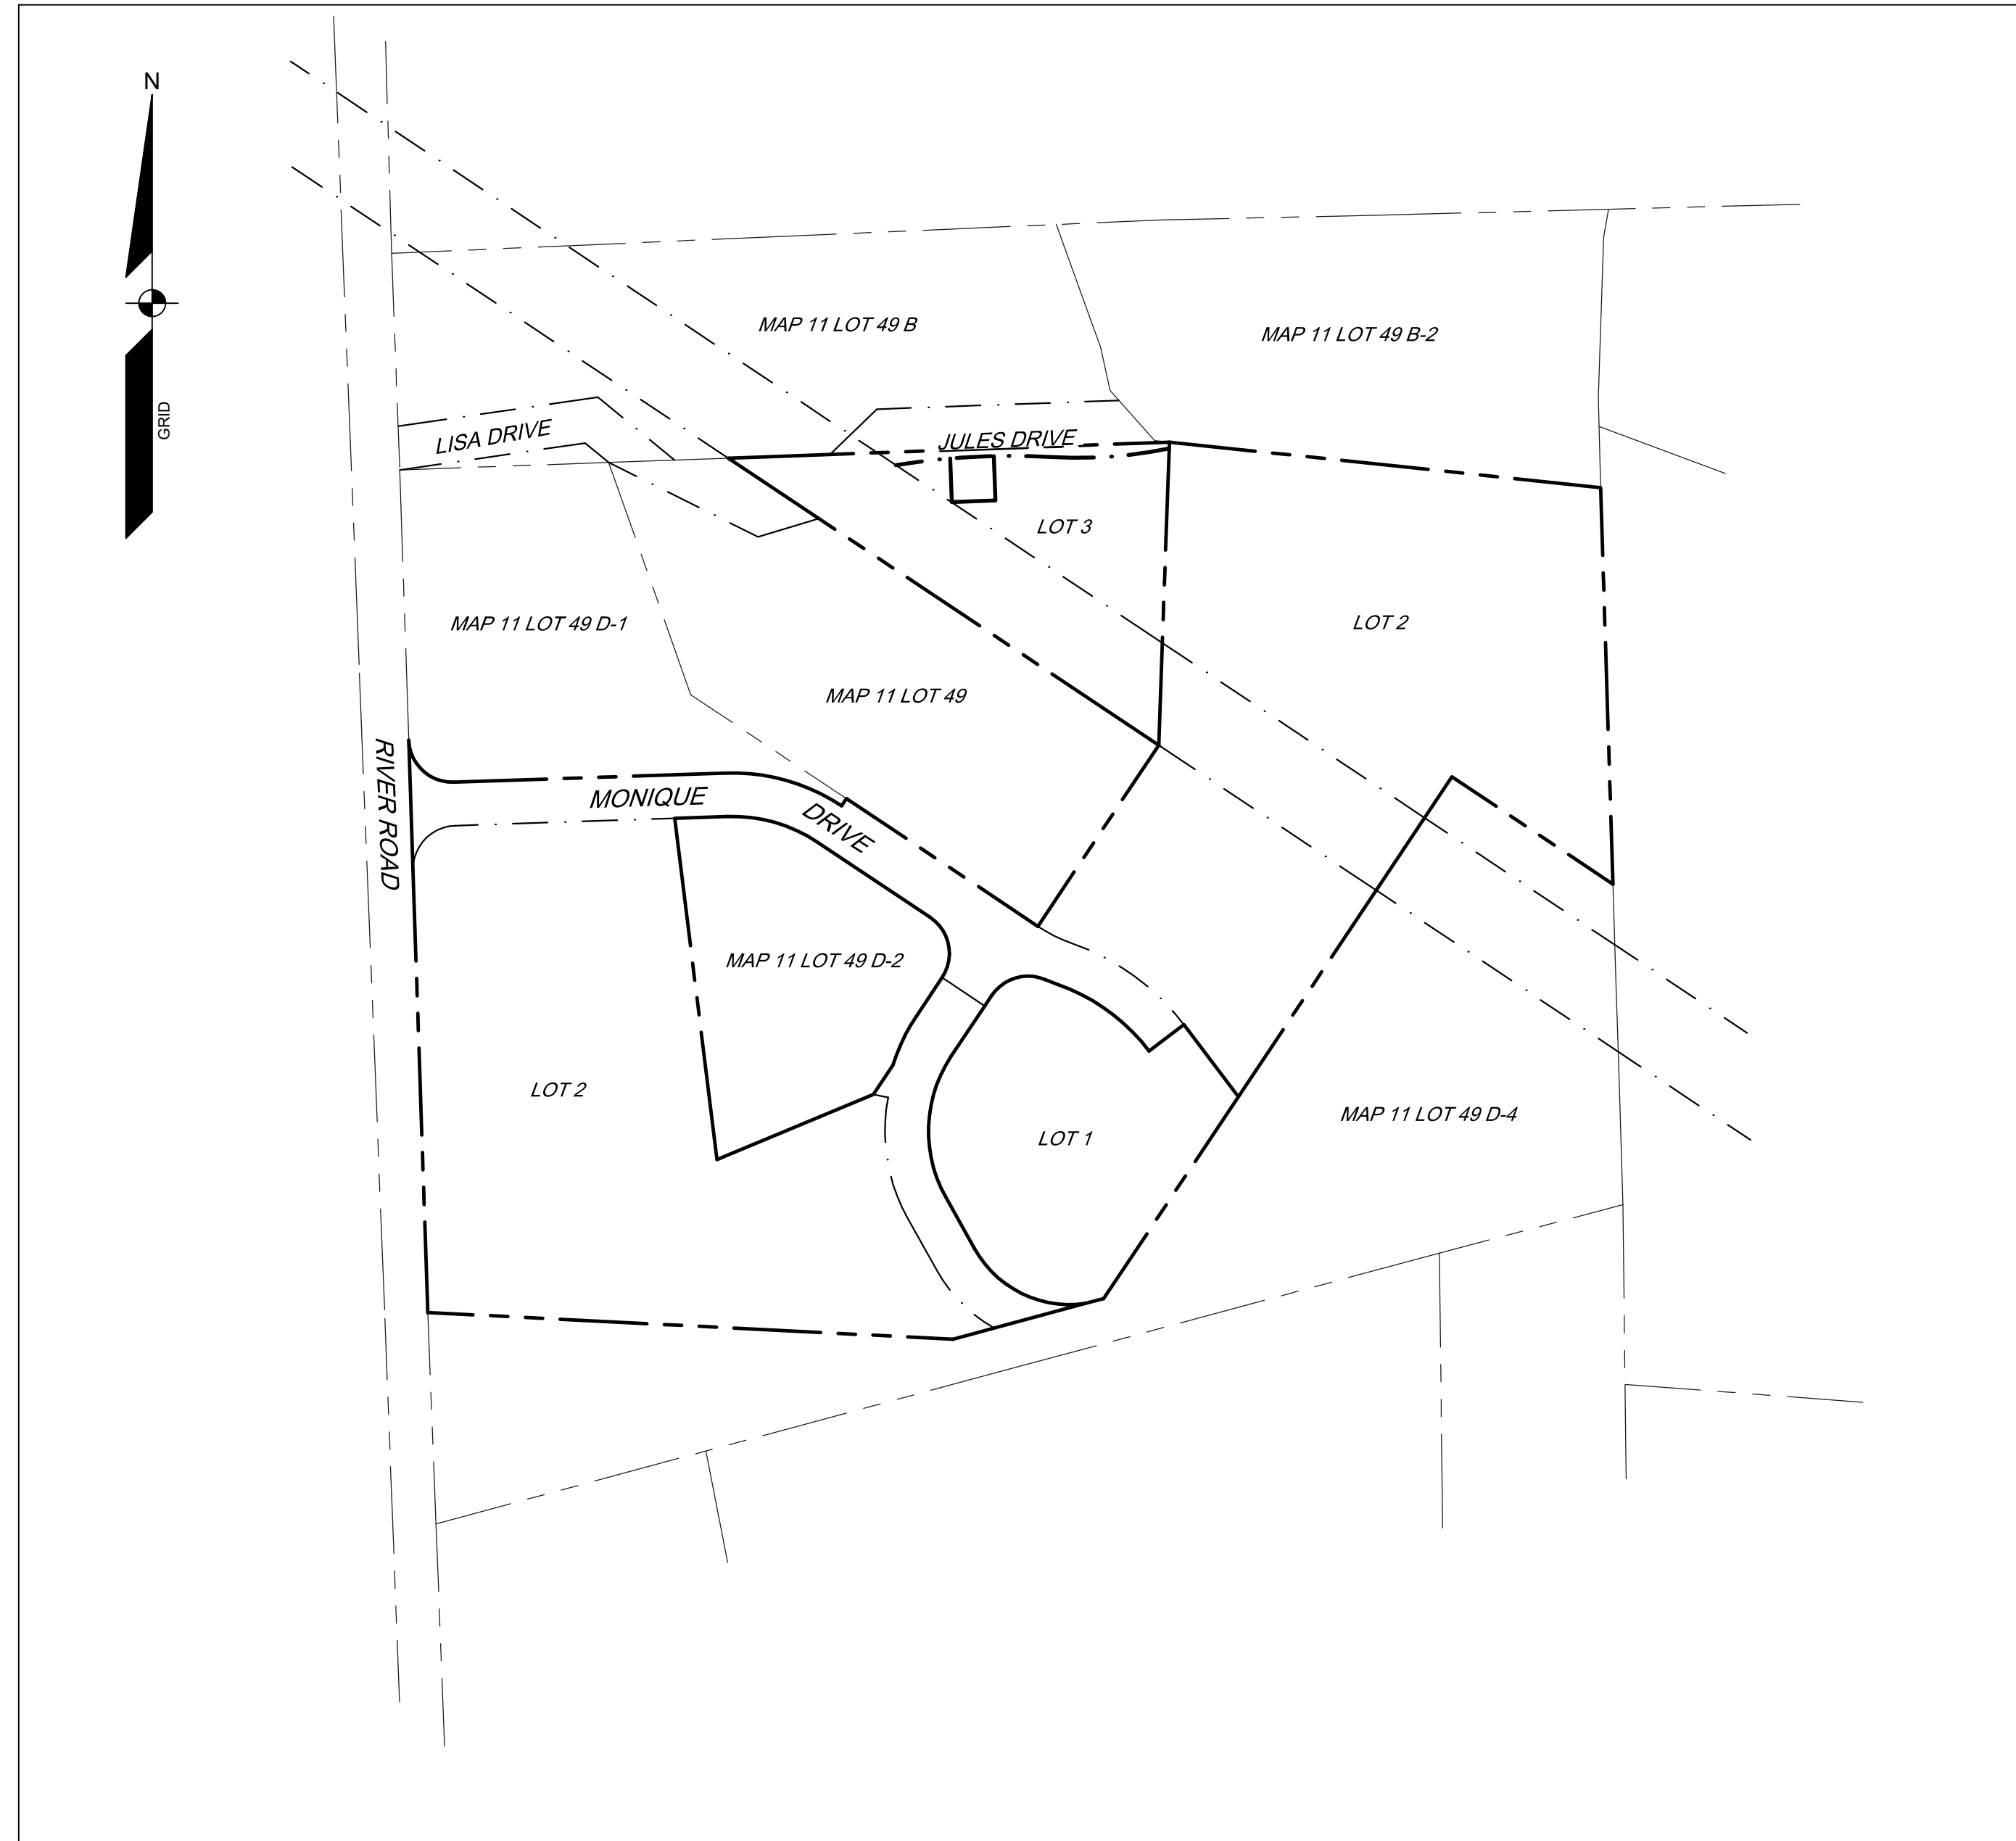 N
GRID
MAP 11 LOT 49 B
MAP 11 LOT 49 B-2
LISA DRIVE
JULES DRIVE
LOT 3
MAP 11 LOT 49 D-1
LOT 2
MAP 11 LOT 49
RIVER ROAD
MONIQUE
DRIVE
MAP 11 LOT 49 D-2
LOT 2
LOT 1
MAP 11 LOT 49 D-4